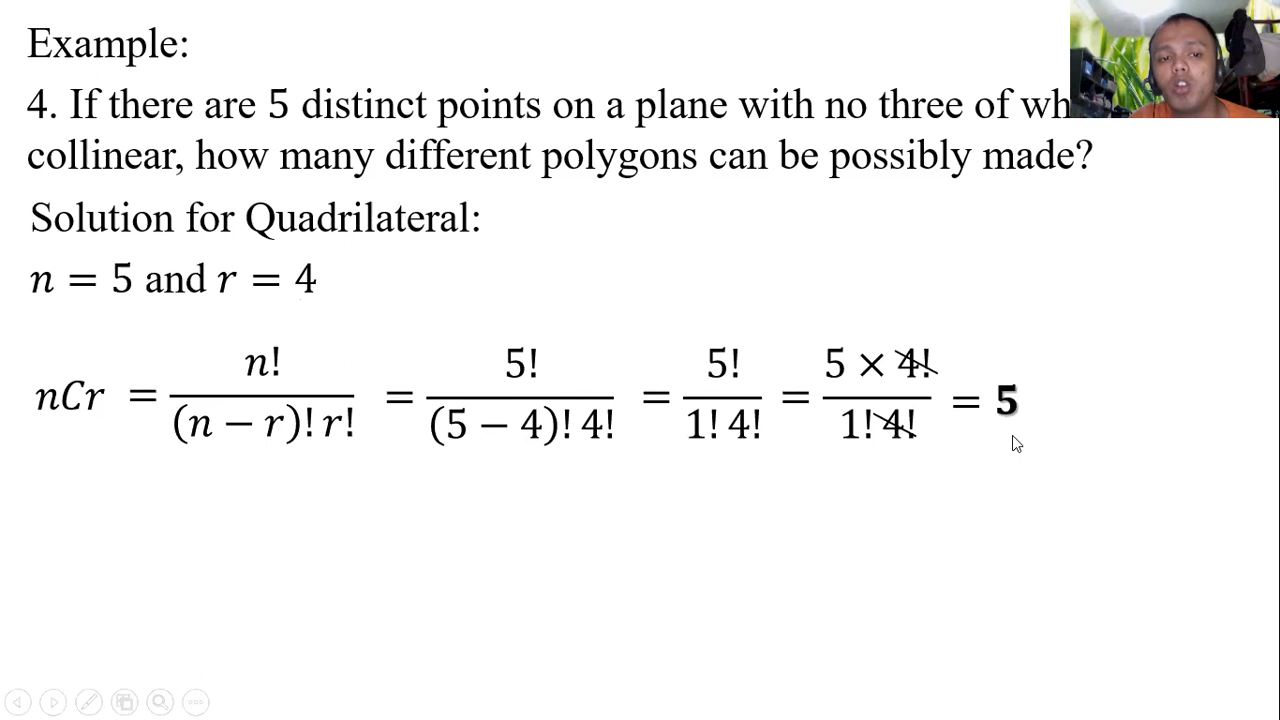 Example:
4. If there are 5 distinct points on a plane with no three of wh
collinear, how many different polygons can be possibly made?
Solution for Quadrilateral:
n = 5 and r = 4
nCr = n! / (n − r)! r! = 5! / (5 − 4)! 4! = 5! / 1! 4! = 5 × 4! / 1! 4! = 5